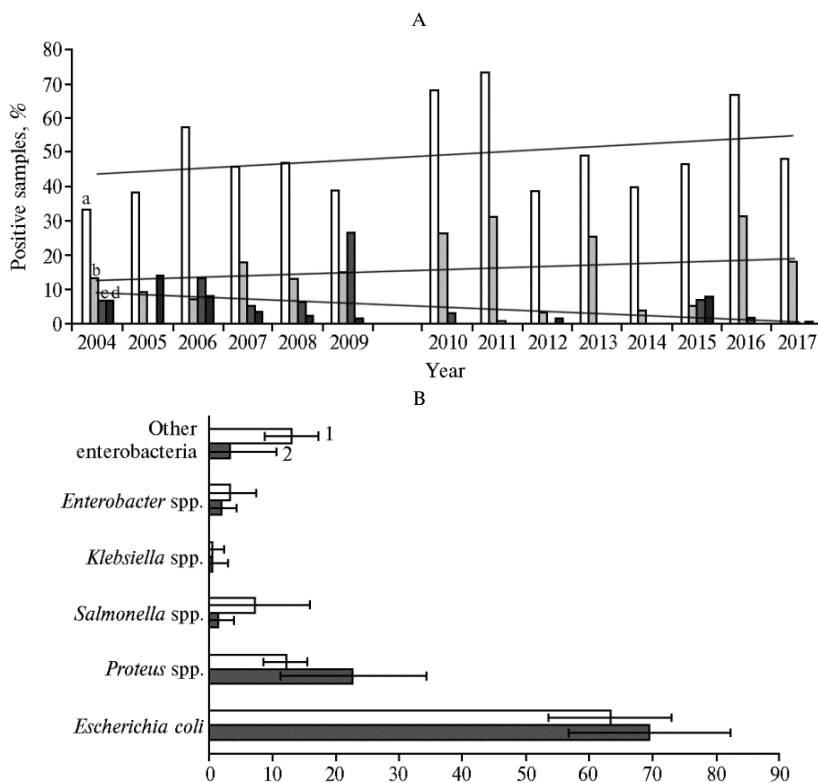 A
Positive samples, %
80
70
60
50
40
30
20
10
0
a
b
c d
2004 2005 2006 2007 2008 2009 2010 2011 2012 2013 2014 2015 2016 2017
Year
B
Other
enterobacteria
1
2
Enterobacter spp.
Klebsiella spp.
Salmonella spp.
Proteus spp.
Escherichia coli
0 10 20 30 40 50 60 70 80 90